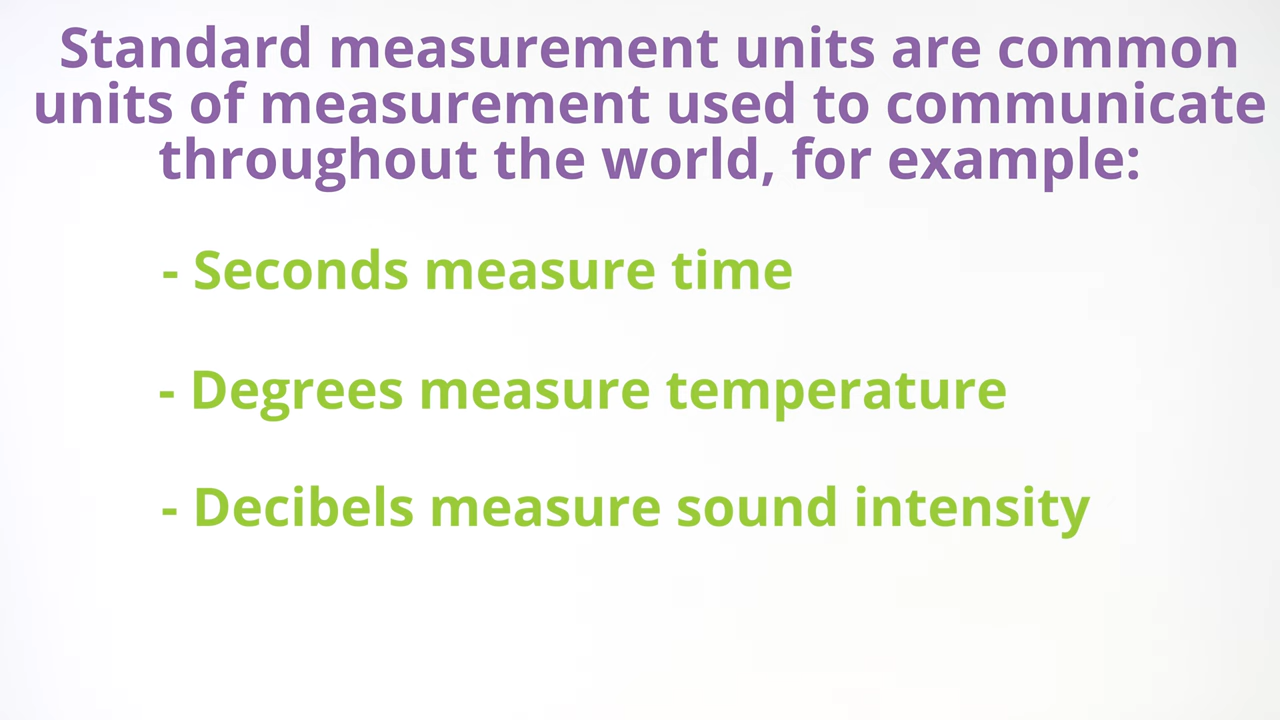 Standard measurement units are common
units of measurement used to communicate
throughout the world, for example:
- Seconds measure time
- Degrees measure temperature
- Decibels measure sound intensity